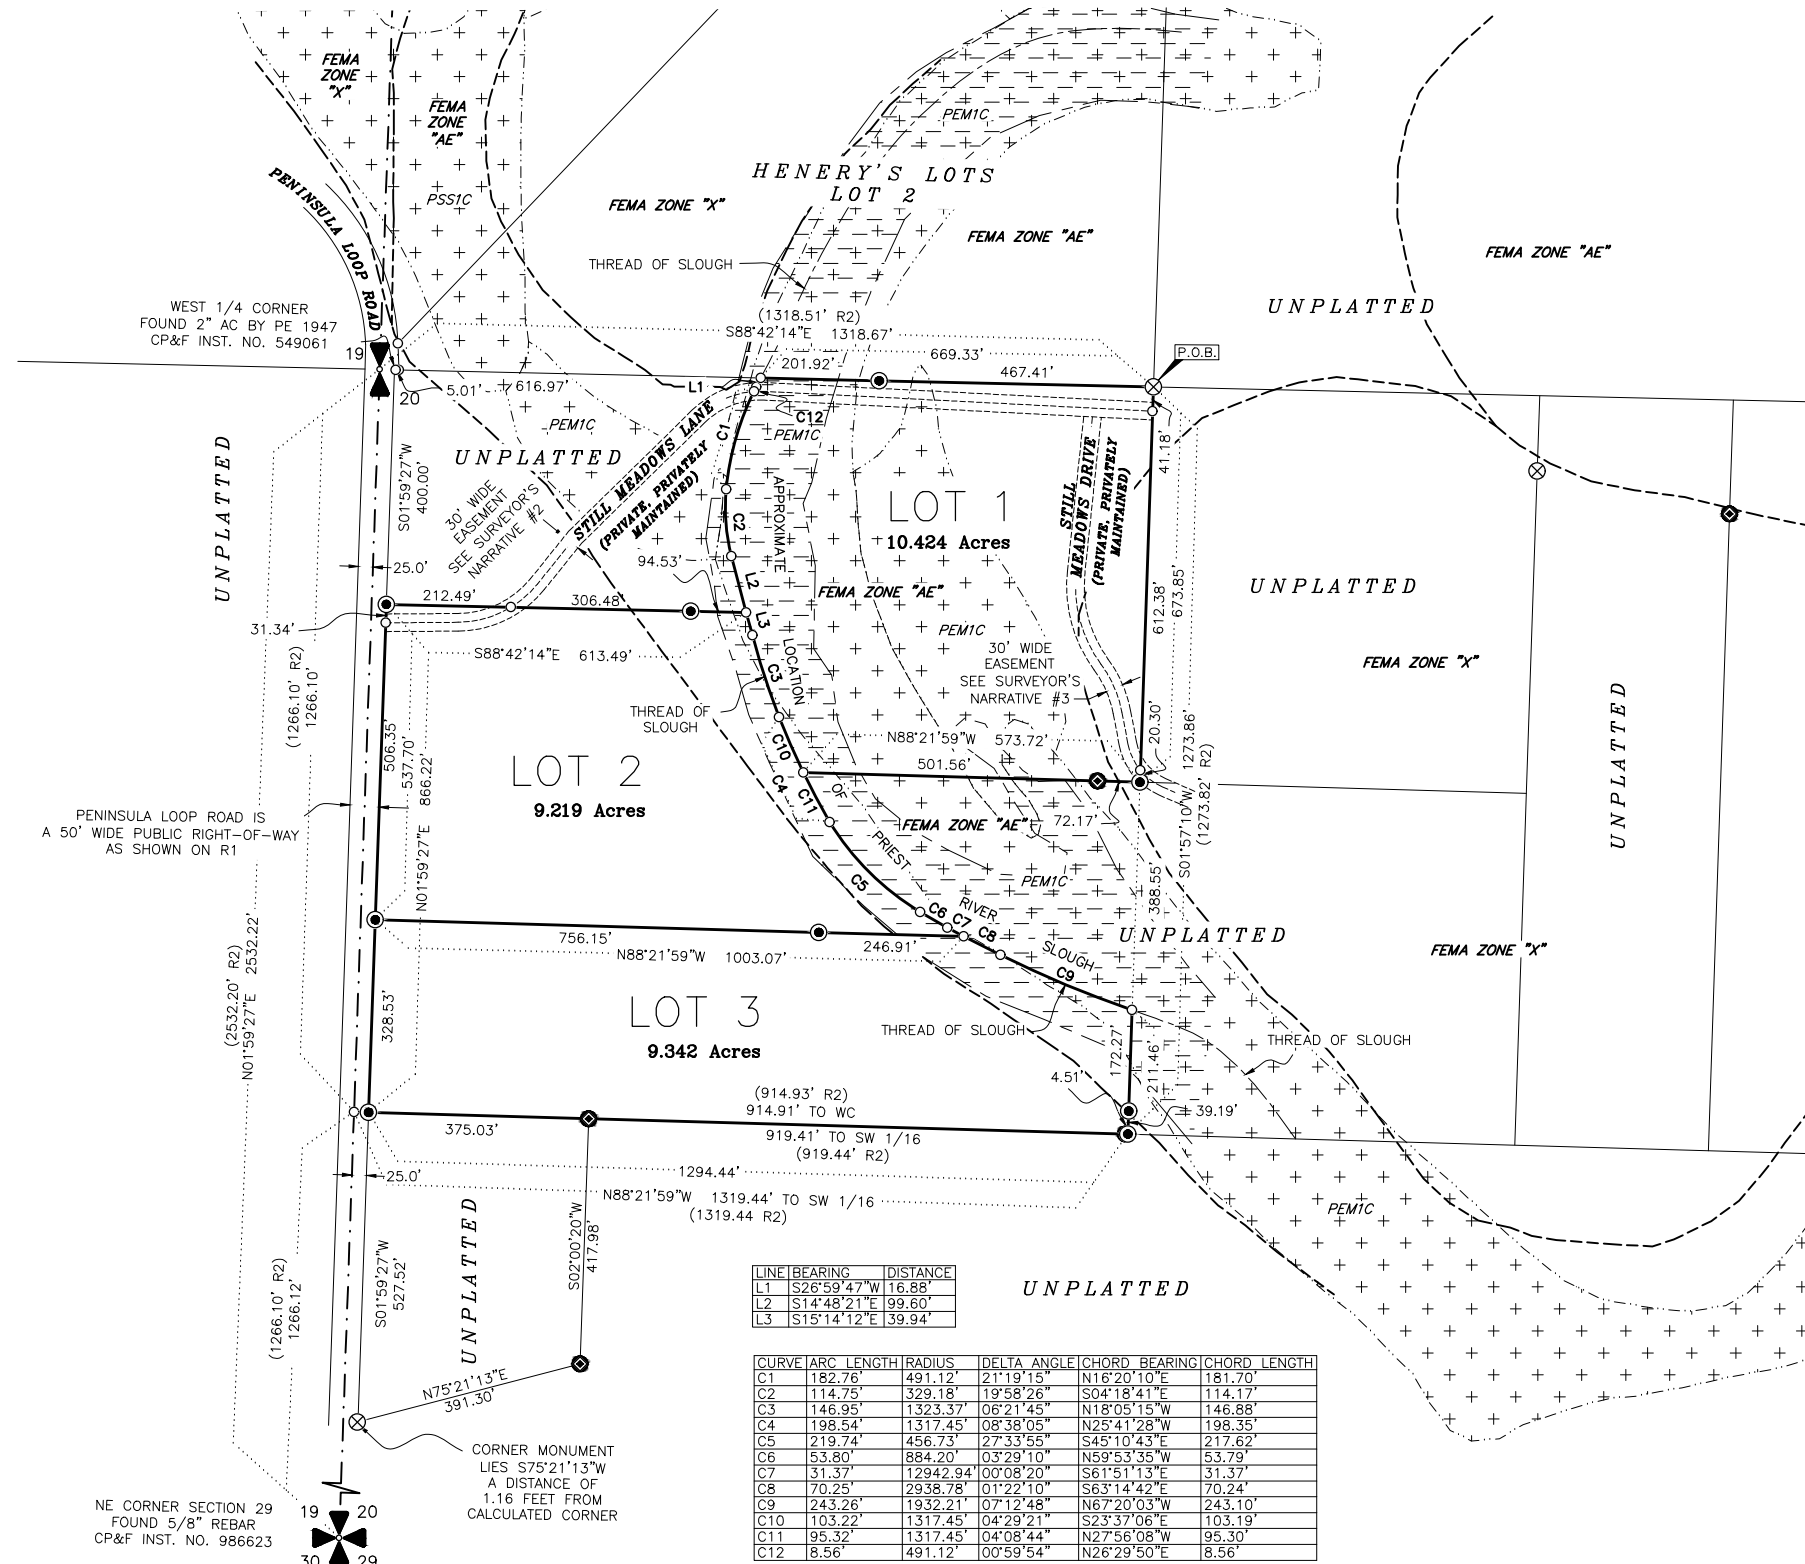 FEMA
ZONE
"X"
FEMA
ZONE
"AE"
PSS1C
PENINSULA LOOP ROAD
PEM1C
HENERY'S LOTS
LOT 2
FEMA ZONE "X"
FEMA ZONE "AE"
FEMA ZONE "AE"
THREAD OF SLOUGH
UNPLATTED
WEST 1/4 CORNER
FOUND 2" AC BY PE 1947
CP&F INST. NO. 549061
19
20
(1318.51' R2)
S88°42'14"E 1318.67'
669.33'
P.O.B.
201.92'
467.41'
5.01'
616.97'
L1
C12
C1
PEM1C
PEM1C
UNPLATTED
UNPLATTED
S01°59'27"W
400.00'
30' WIDE
EASEMENT
SEE SURVEYOR'S
NARRATIVE #2
STILL MEADOWS LANE
(PRIVATE, PRIVATELY
MAINTAINED)
APPROXIMATE
LOCATION
OF
PRIEST
RIVER
SLOUGH
LOT 1
10.424 Acres
STILL
MEADOWS DRIVE
(PRIVATE, PRIVATELY
MAINTAINED)
41.18'
673.85'
612.38'
C2
94.53'
L2
25.0'
212.49'
306.48'
L3
31.34'
S88°42'14"E 613.49'
FEMA ZONE "AE"
PEM1C
UNPLATTED
30' WIDE
EASEMENT
SEE SURVEYOR'S
NARRATIVE #3
FEMA ZONE "X"
UNPLATTED
(1266.10' R2)
1266.10'
C3
THREAD OF
SLOUGH
C10
N88°21'59"W 573.72'
501.56'
20.30'
1273.86'
S01°57'10"W
(1273.82' R2)
506.35'
537.70'
866.22'
N01°59'27"E
LOT 2
9.219 Acres
C4
C11
FEMA ZONE "AE"
72.17'
PENINSULA LOOP ROAD IS
A 50' WIDE PUBLIC RIGHT-OF-WAY
AS SHOWN ON R1
C5
PEM1C
388.55'
C6
C7
C8
C9
756.15'
246.91'
N88°21'59"W 1003.07'
UNPLATTED
FEMA ZONE "X"
(2532.20' R2)
N01°59'27"E 2532.22'
328.53'
LOT 3
9.342 Acres
THREAD OF SLOUGH
THREAD OF SLOUGH
172.27'
211.46'
4.51'
39.19'
(914.93' R2)
914.91' TO WC
375.03'
919.41' TO SW 1/16
(919.44' R2)
1294.44'
25.0'
N88°21'59"W 1319.44' TO SW 1/16
(1319.44 R2)
PEM1C
UNPLATTED
S01°59'27"W
527.52'
(1266.10' R2)
1266.12'
S02°00'20"W
417.98'
N75°21'13"E
391.30'
UNPLATTED
LINE BEARING DISTANCE
L1 S26°59'47"W 16.88'
L2 S14°48'21"E 99.60'
L3 S15°14'12"E 39.94'
CURVE ARC LENGTH RADIUS DELTA ANGLE CHORD BEARING CHORD LENGTH
C1 182.76' 491.12' 21°19'15" N16°20'10"E 181.70'
C2 114.75' 329.18' 19°58'26" S04°18'41"E 114.17'
C3 146.95' 1323.37' 06°21'45" N18°05'15"W 146.88'
C4 198.54' 1317.45' 08°38'05" N25°41'28"W 198.35'
C5 219.74' 456.73' 27°33'55" S45°10'43"E 217.62'
C6 53.80' 884.20' 03°29'10" N59°53'35"W 53.79'
C7 31.37' 12942.94' 00°08'20" S61°51'13"E 31.37'
C8 70.25' 2938.78' 01°22'10" S63°14'42"E 70.24'
C9 243.26' 1932.21' 07°12'48" N67°20'03"W 243.10'
C10 103.22' 1317.45' 04°29'21" S23°37'06"E 103.19'
C11 95.32' 1317.45' 04°08'44" N27°56'08"W 95.30'
C12 8.56' 491.12' 00°59'54" N26°29'50"E 8.56'
CORNER MONUMENT
LIES S75°21'13"W
A DISTANCE OF
1.16 FEET FROM
CALCULATED CORNER
NE CORNER SECTION 29
FOUND 5/8" REBAR
CP&F INST. NO. 986623
19 20
30 29